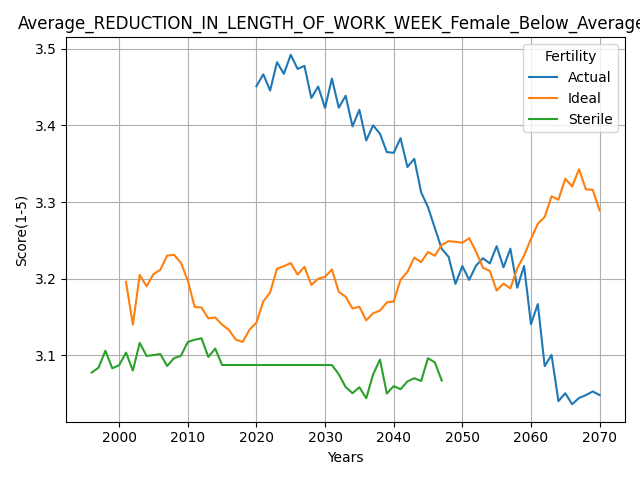 Average_REDUCTION_IN_LENGTH_OF_WORK_WEEK_Female_Below_Average
Fertility
Actual
Ideal
Sterile
Score(1-5)
3.5
3.4
3.3
3.2
3.1
2000 2010 2020 2030 2040 2050 2060 2070
Years